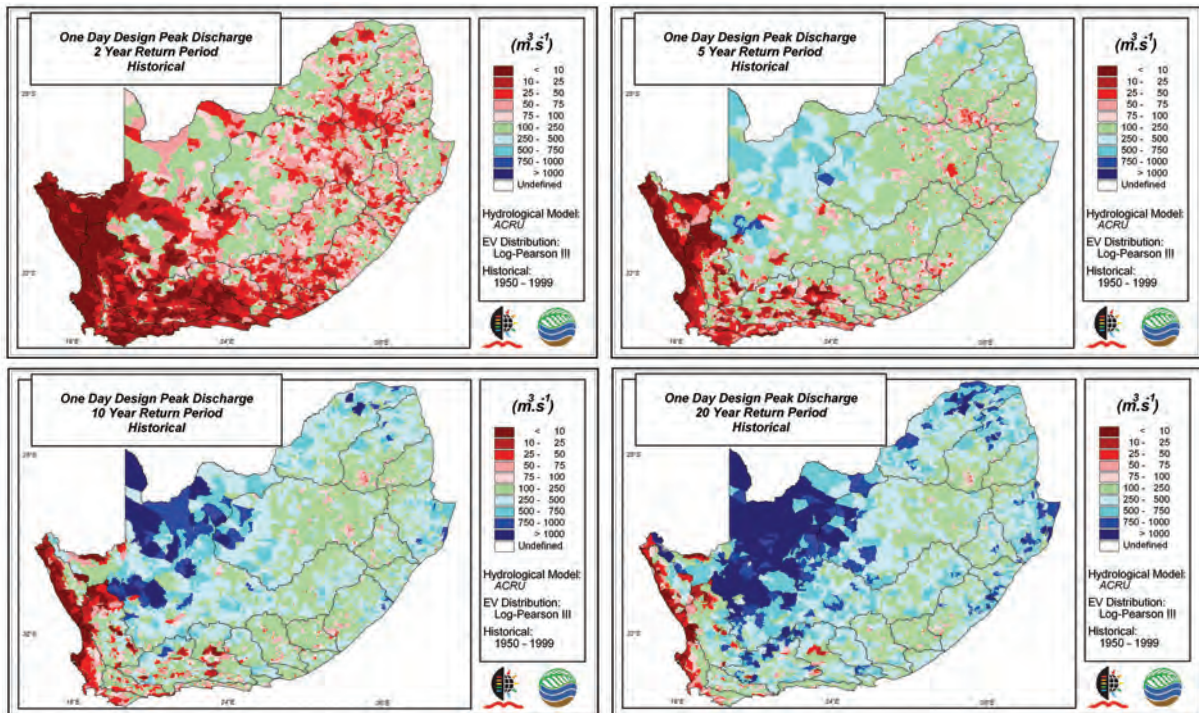 One Day Design Peak Discharge
2 Year Return Period
Historical
(m³.s⁻¹)
< 10
10 - 25
25 - 50
50 - 75
75 - 100
100 - 250
250 - 500
500 - 750
750 - 1000
> 1000
Undefined
Hydrological Model:
ACRU
EV Distribution:
Log-Pearson III
Historical:
1950 - 1999
24°E
One Day Design Peak Discharge
5 Year Return Period
Historical
(m³.s⁻¹)
< 10
10 - 25
25 - 50
50 - 75
75 - 100
100 - 250
250 - 500
500 - 750
750 - 1000
> 1000
Undefined
Hydrological Model:
ACRU
EV Distribution:
Log-Pearson III
Historical:
1950 - 1999
24°E
One Day Design Peak Discharge
10 Year Return Period
Historical
(m³.s⁻¹)
< 10
10 - 25
25 - 50
50 - 75
75 - 100
100 - 250
250 - 500
500 - 750
750 - 1000
> 1000
Undefined
Hydrological Model:
ACRU
EV Distribution:
Log-Pearson III
Historical:
1950 - 1999
24°E
One Day Design Peak Discharge
20 Year Return Period
Historical
(m³.s⁻¹)
< 10
10 - 25
25 - 50
50 - 75
75 - 100
100 - 250
250 - 500
500 - 750
750 - 1000
> 1000
Undefined
Hydrological Model:
ACRU
EV Distribution:
Log-Pearson III
Historical:
1950 - 1999
24°E